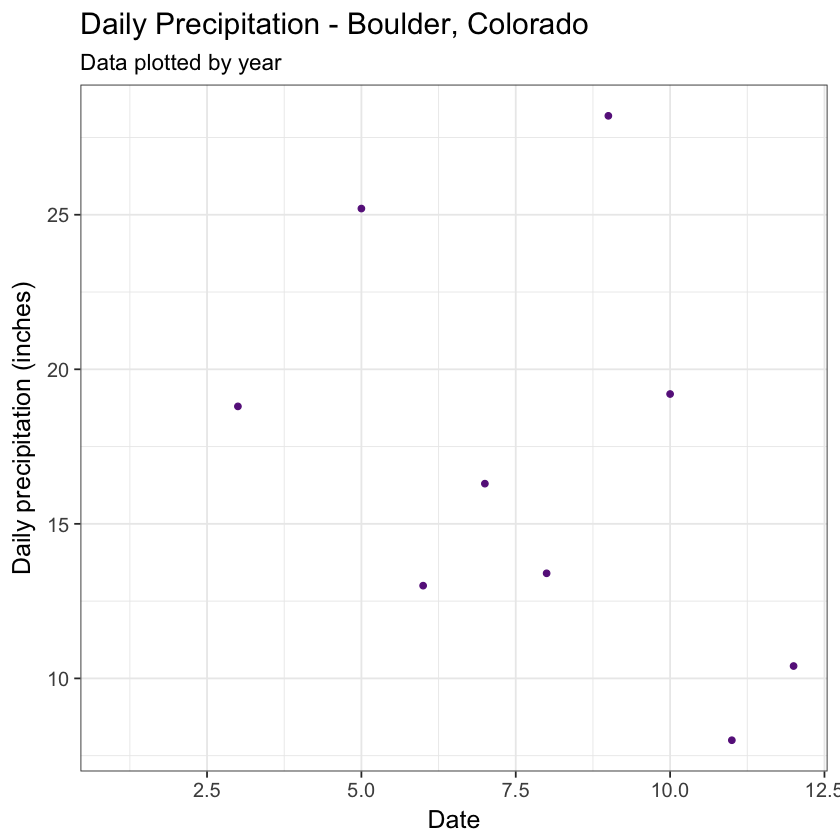 Daily Precipitation - Boulder, Colorado
Data plotted by year
Daily precipitation (inches)
25
20
15
10
2.5
5.0
7.5
10.0
12.5
Date